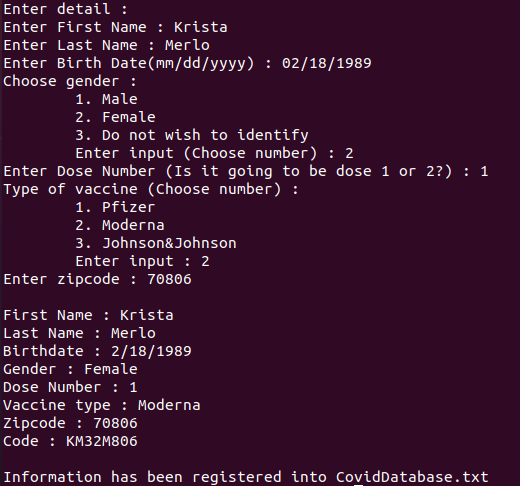 Enter detail :
Enter First Name : Krista
Enter Last Name : Merlo
Enter Birth Date(mm/dd/yyyy) : 02/18/1989
Choose gender :
1. Male
2. Female
3. Do not wish to identify
Enter input (Choose number) : 2
Enter Dose Number (Is it going to be dose 1 or 2?) : 1
Type of vaccine (Choose number) :
1. Pfizer
2. Moderna
3. Johnson&Johnson
Enter input : 2
Enter zipcode : 70806
First Name : Krista
Last Name : Merlo
Birthdate : 2/18/1989
Gender : Female
Dose Number : 1
Vaccine type : Moderna
Zipcode : 70806
Code : KM32M806
Information has been registered into CovidDatabase.txt